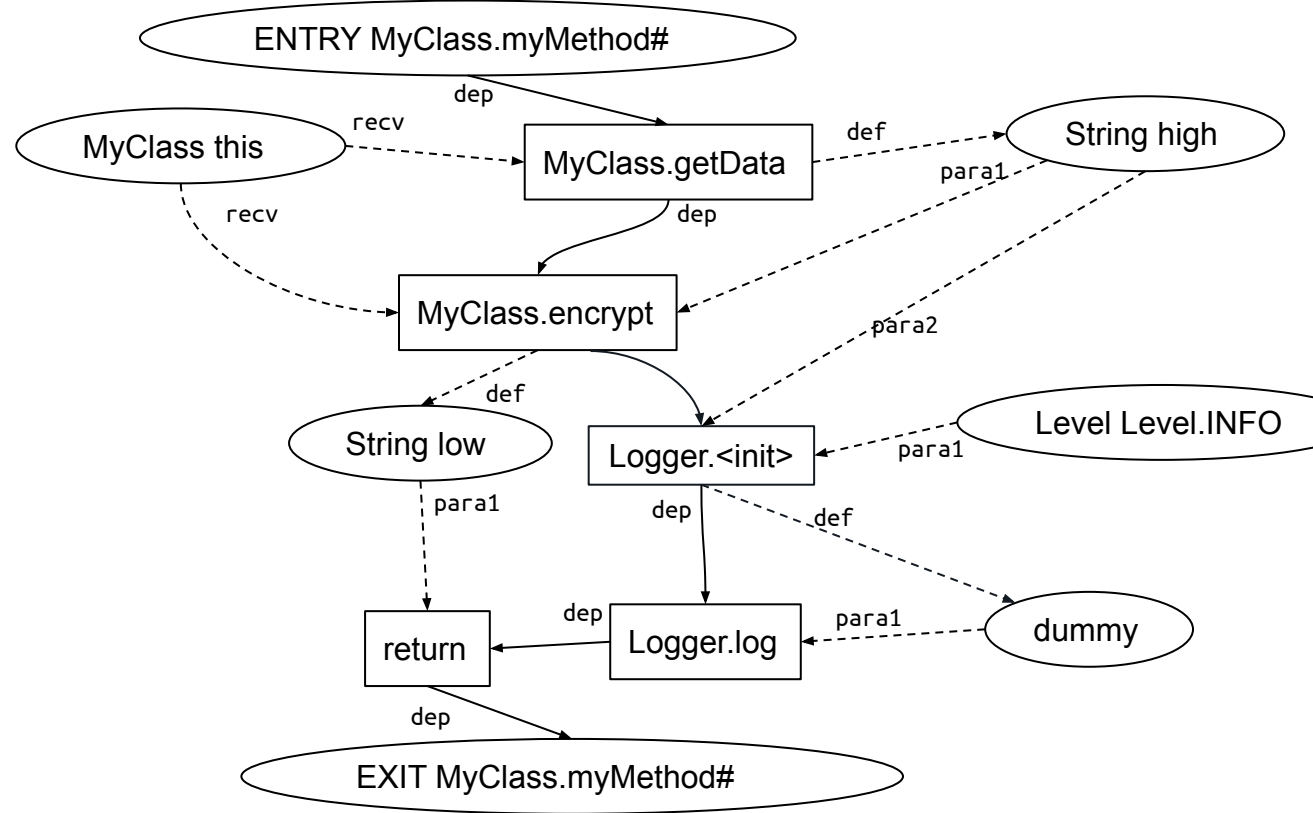 ENTRY MyClass.myMethod#
dep
MyClass this
recv
MyClass.getData
def
String high
recv
dep
para1
MyClass.encrypt
para2
def
String low
Logger.<init>
para1
Level Level.INFO
para1
dep
def
return
dep
Logger.log
para1
dummy
dep
EXIT MyClass.myMethod#